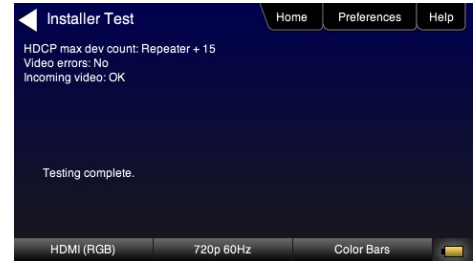 Installer Test
Home
Preferences
Help
HDCP max dev count: Repeater + 15
Video errors: No
Incoming video: OK
Testing complete.
HDMI (RGB)
720p 60Hz
Color Bars